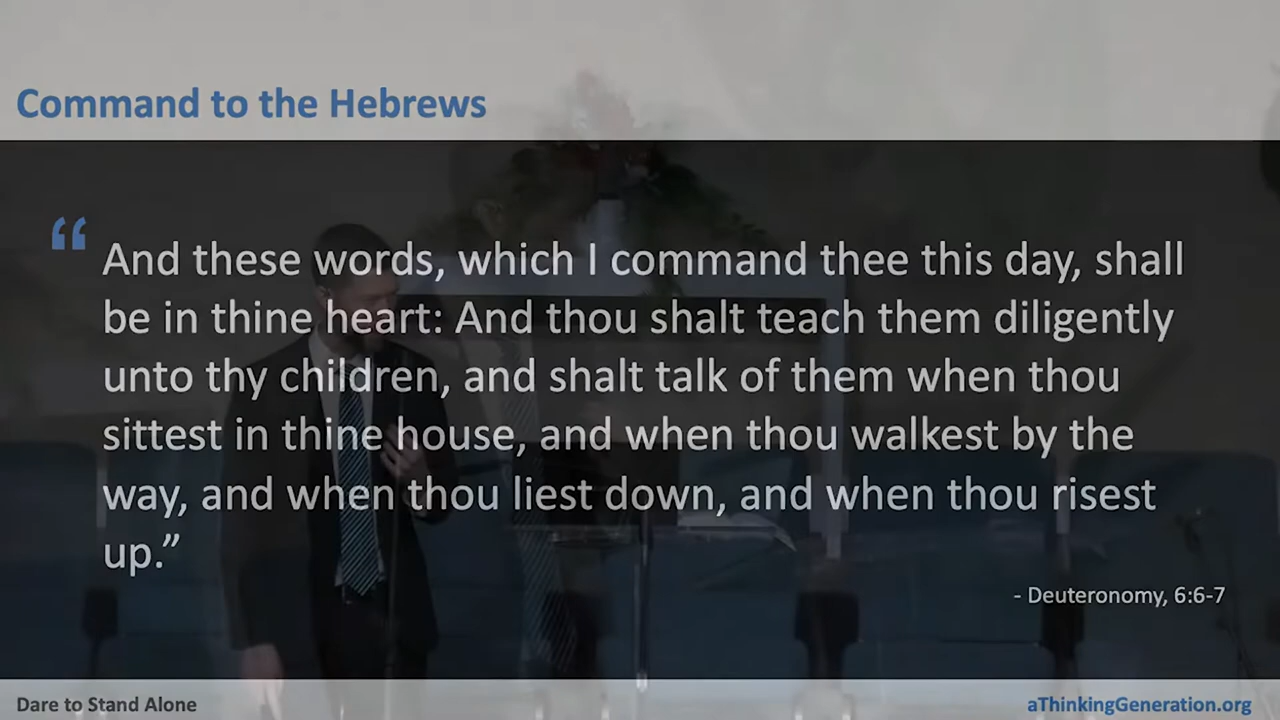 Command to the Hebrews
“ And these words, which I command thee this day, shall
be in thine heart: And thou shalt teach them diligently
unto thy children, and shalt talk of them when thou
sittest in thine house, and when thou walkest by the
way, and when thou liest down, and when thou risest
up.”
- Deuteronomy, 6:6-7
Dare to Stand Alone
aThinkingGeneration.org